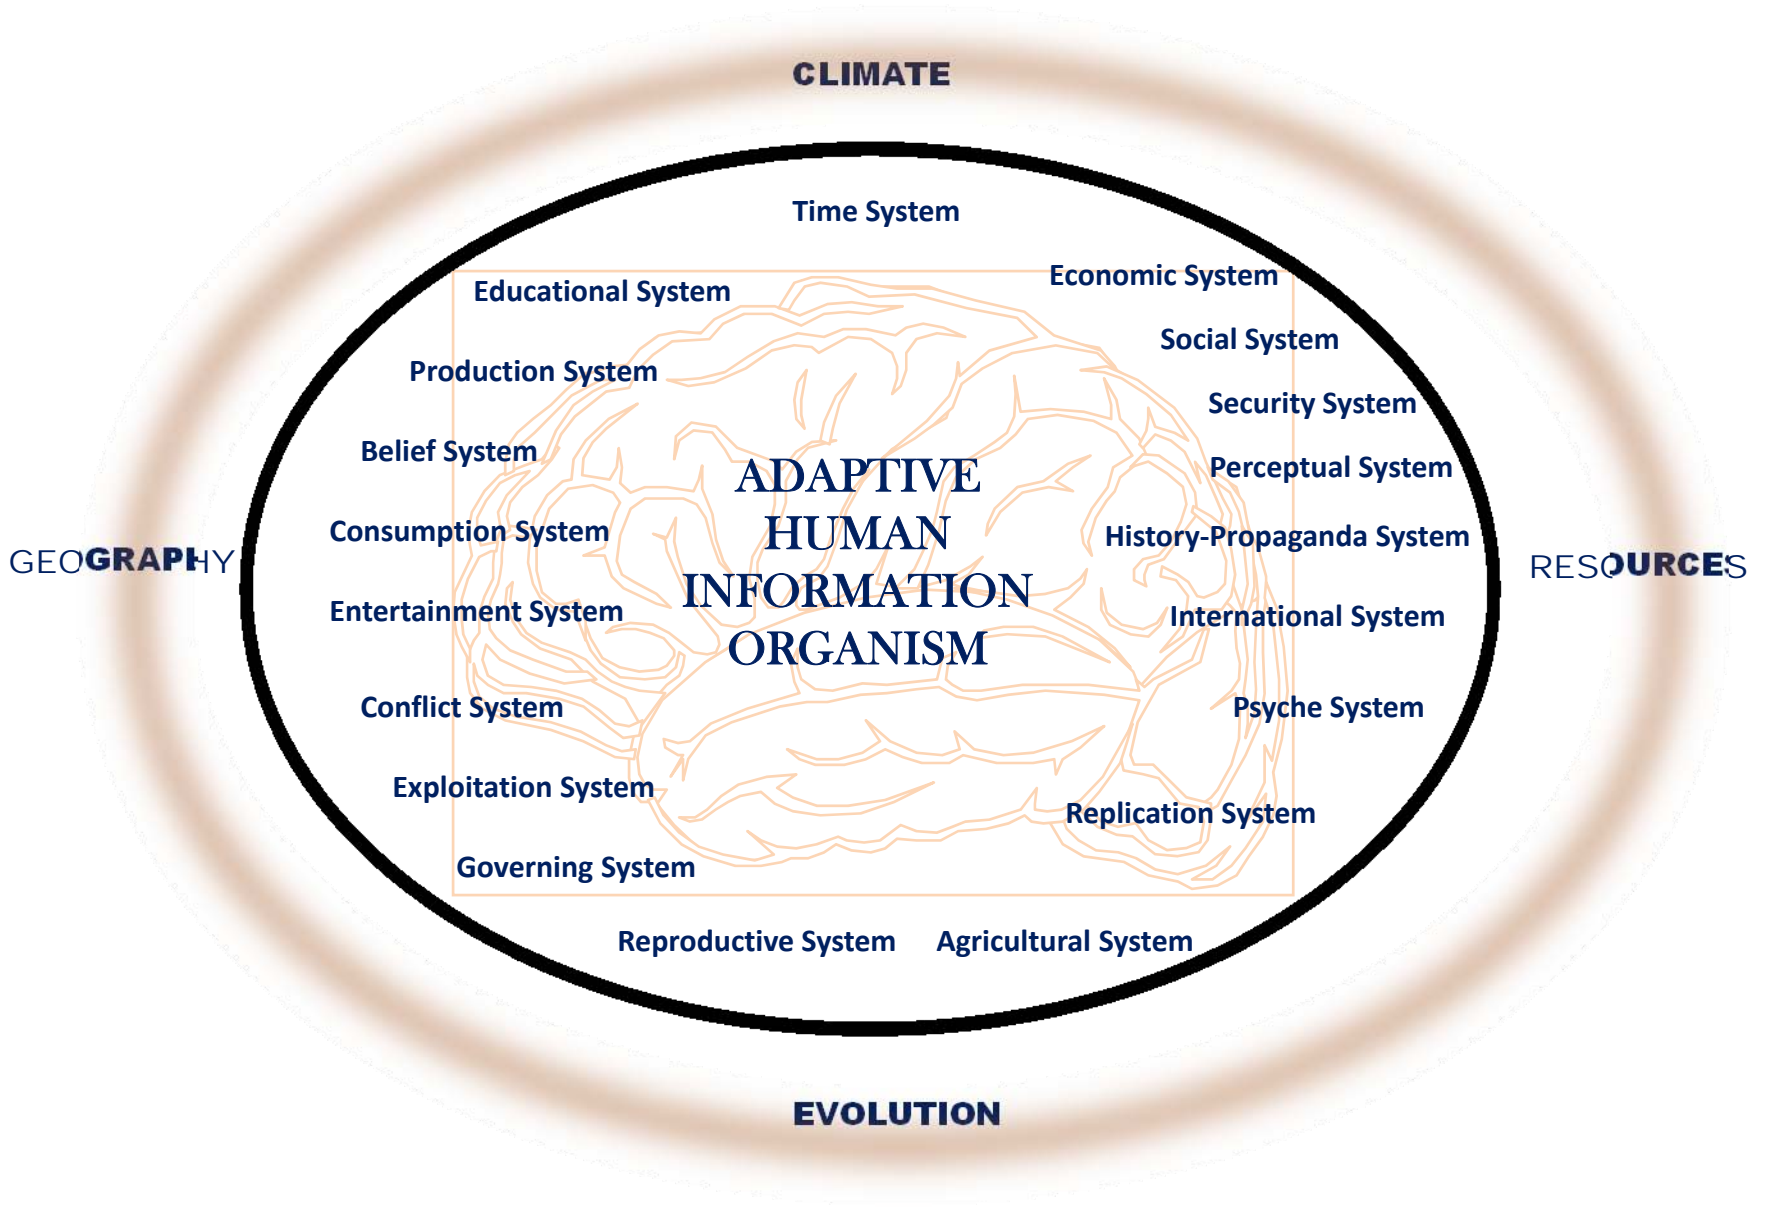 CLIMATE
Time System
Economic System
Educational System
Social System
Production System
Security System
Belief System
Perceptual System
ADAPTIVE
HUMAN
INFORMATION
ORGANISM
Consumption System
History-Propaganda System
GEOGRAPHY
RESOURCES
Entertainment System
International System
Conflict System
Psyche System
Exploitation System
Replication System
Governing System
Reproductive System
Agricultural System
EVOLUTION